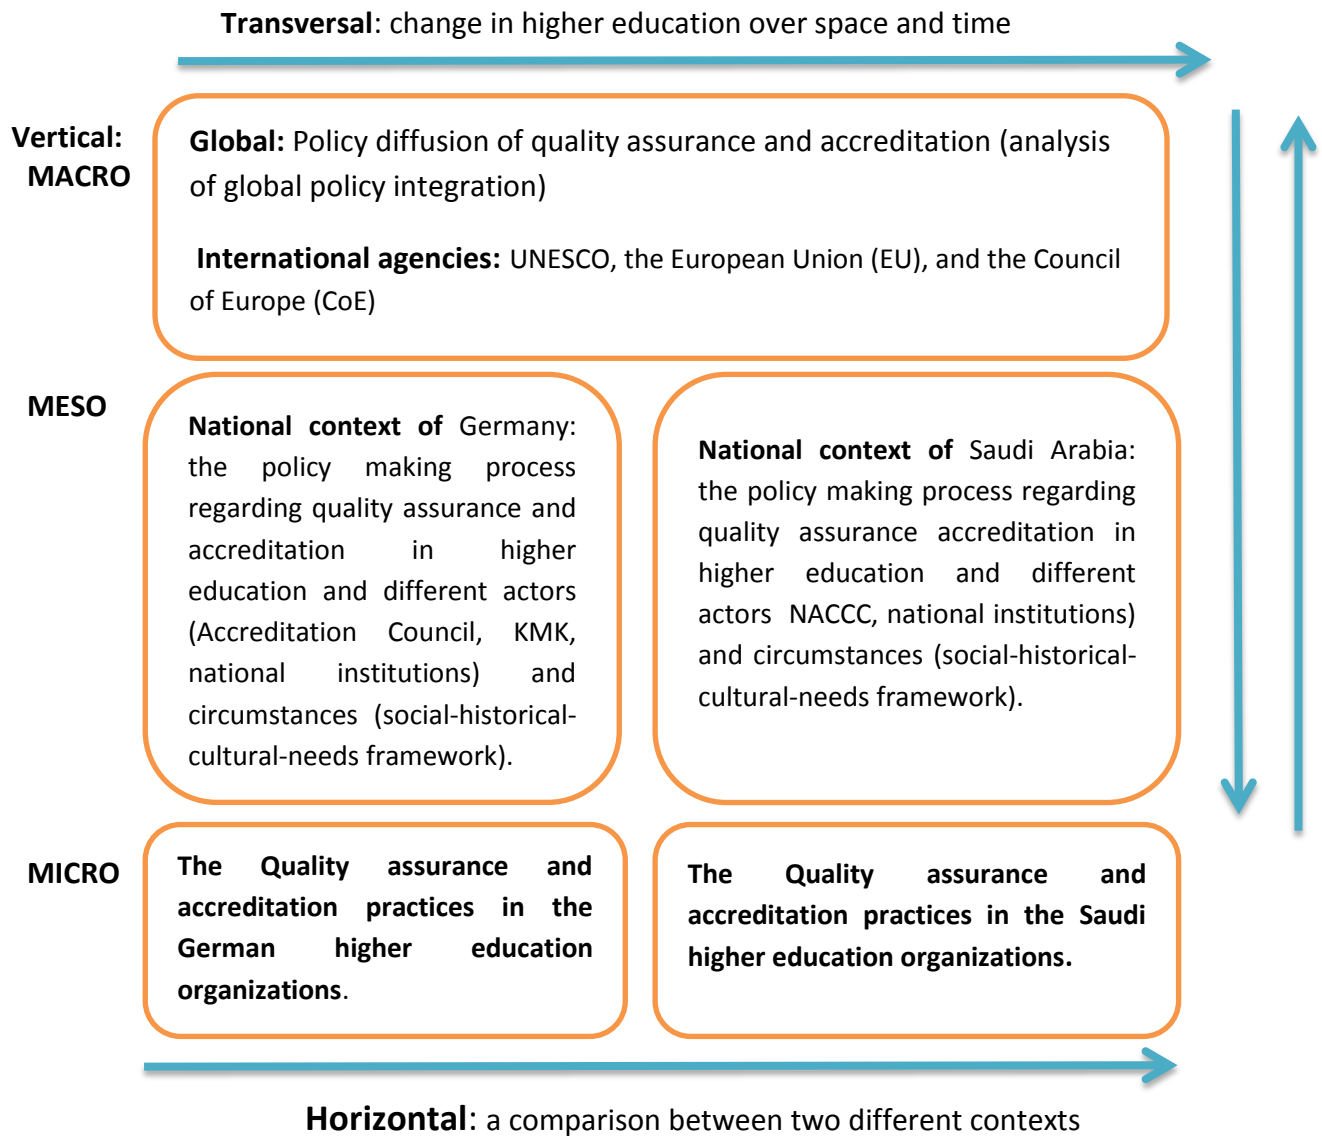 Transversal: change in higher education over space and time
Vertical:
MACRO
Global: Policy diffusion of quality assurance and accreditation (analysis
of global policy integration)
International agencies: UNESCO, the European Union (EU), and the Council
of Europe (CoE)
MESO
National context of Germany:
the policy making process
regarding quality assurance and
accreditation in higher
education and different actors
(Accreditation Council, KMK,
national institutions) and
circumstances (social-historical-
cultural-needs framework).
National context of Saudi Arabia:
the policy making process regarding
quality assurance accreditation in
higher education and different
actors NACCC, national institutions)
and circumstances (social-historical-
cultural-needs framework).
MICRO
The Quality assurance and
accreditation practices in the
German higher education
organizations.
The Quality assurance and
accreditation practices in the Saudi
higher education organizations.
Horizontal: a comparison between two different contexts